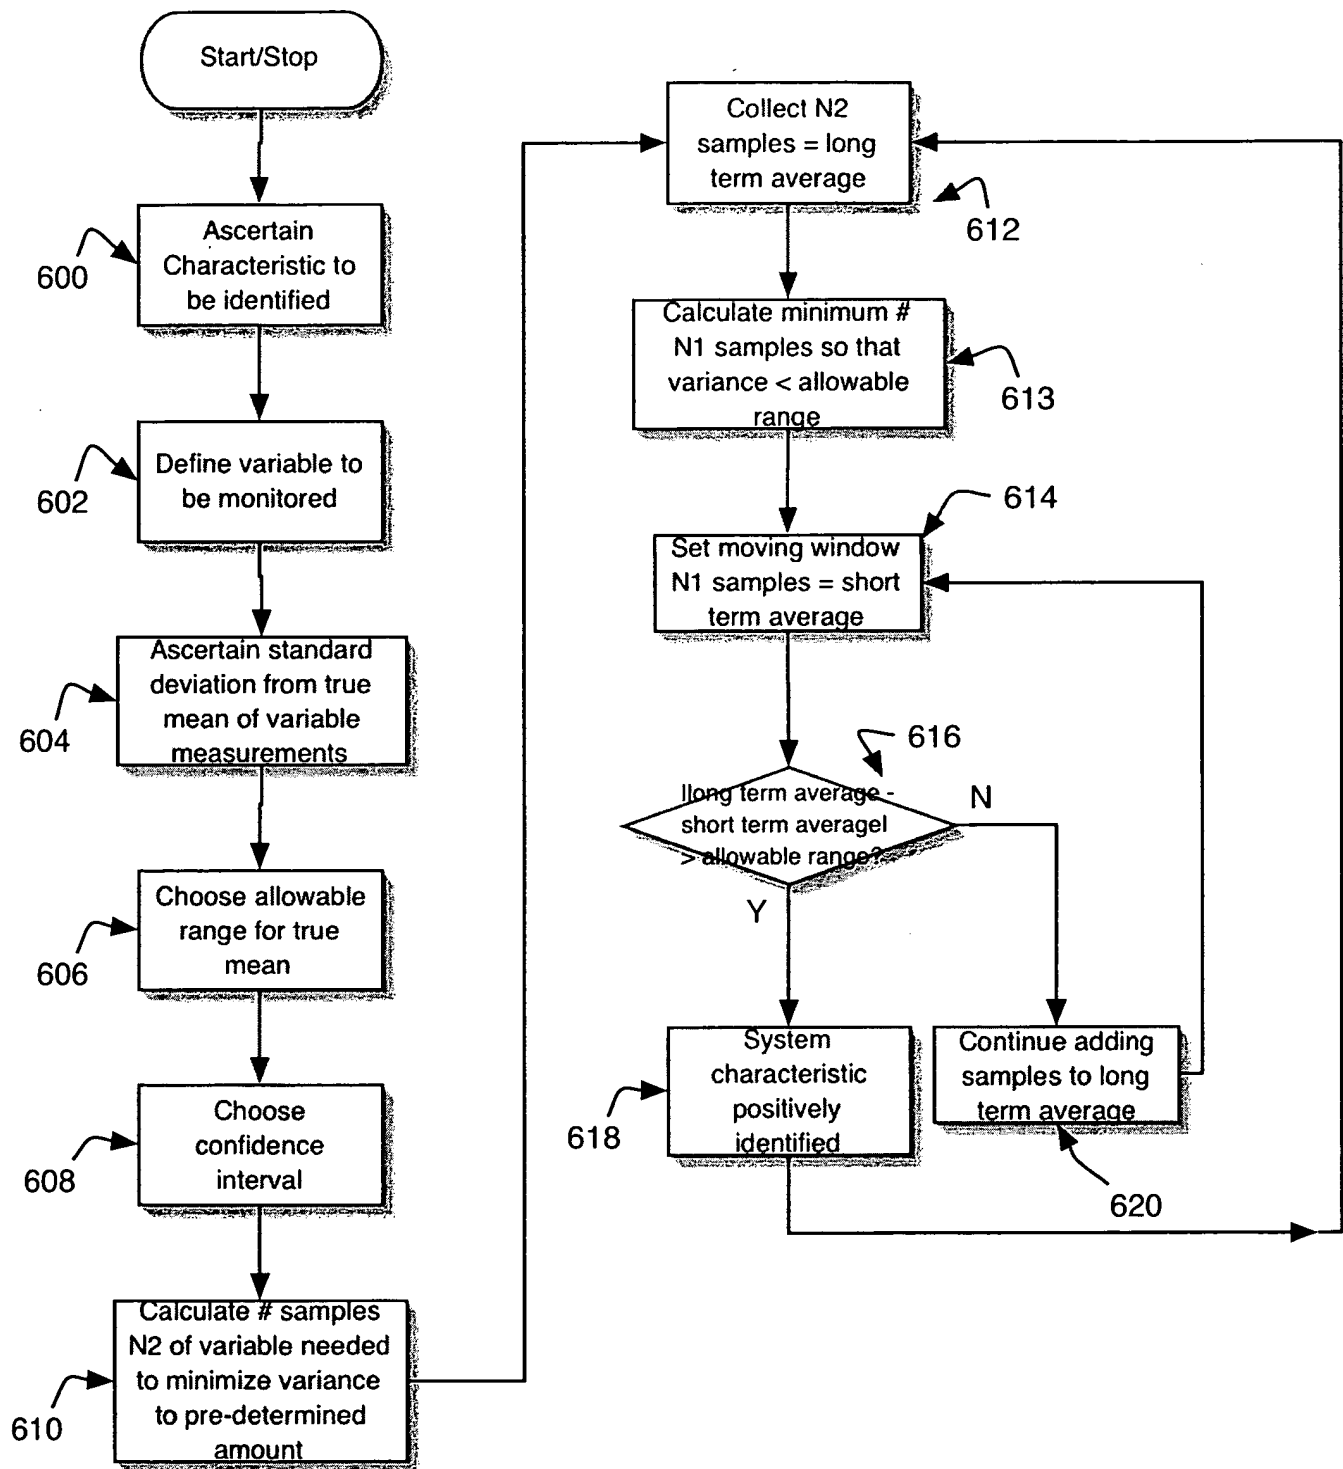 Start/Stop
Ascertain
Characteristic to
be identified
600
Define variable to
be monitored
602
Ascertain standard
deviation from true
mean of variable
measurements
604
Choose allowable
range for true
mean
606
Choose
confidence
interval
608
Calculate # samples
N2 of variable needed
to minimize variance
to pre-determined
amount
610
Collect N2
samples = long
term average
612
Calculate minimum #
N1 samples so that
variance < allowable
range
613
614
Set moving window
N1 samples = short
term average
616
|long term average -
short term average|
> allowable range?
N
Y
System
characteristic
positively
identified
618
Continue adding
samples to long
term average
620